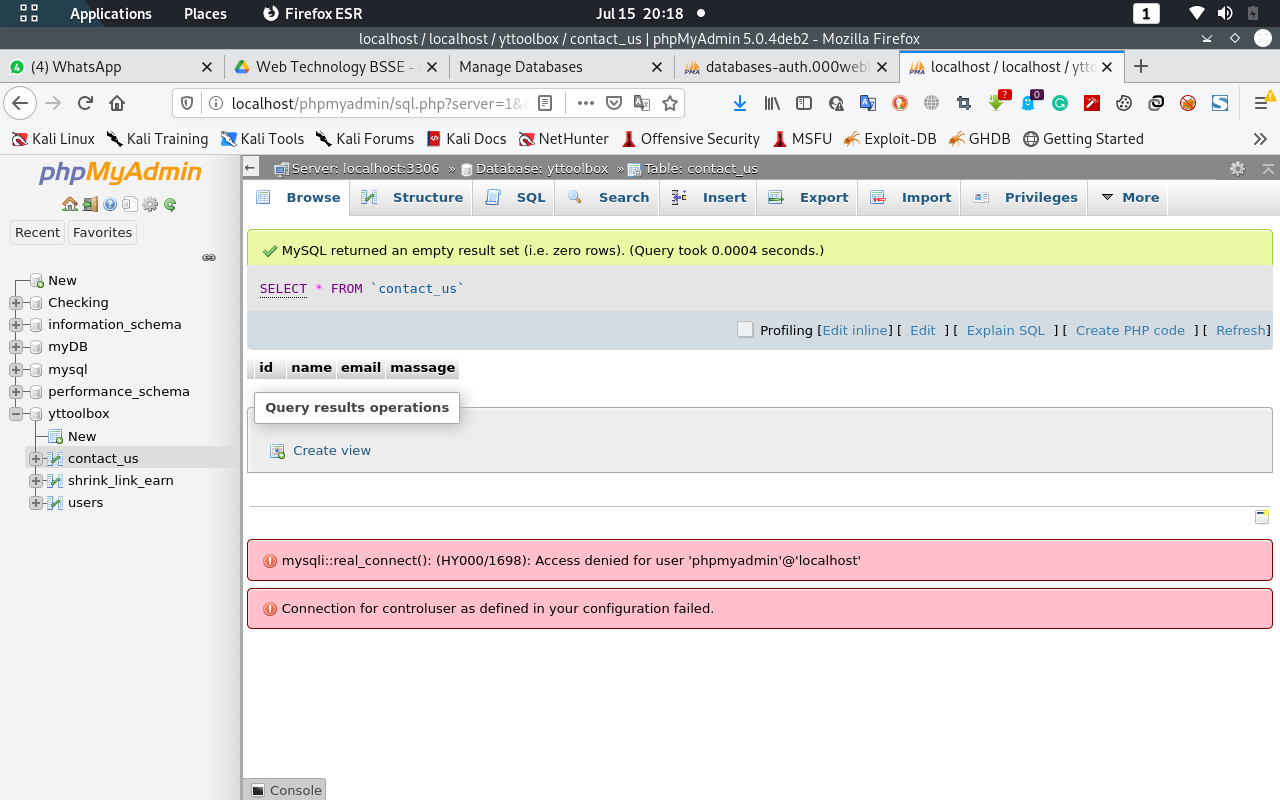 Applications Places Firefox ESR Jul 15 20:18 1
localhost / localhost / yttoolbox / contact_us | phpMyAdmin 5.0.4deb2 - Mozilla Firefox
(4) WhatsApp Web Technology BSSE - Manage Databases databases-auth.000web localhost / localhost / ytto
localhost/phpmyadmin/sql.php?server=1& ? 0
Kali Linux Kali Training Kali Tools Kali Forums Kali Docs NetHunter Offensive Security MSFU Exploit-DB GHDB Getting Started
phpMyAdmin
Recent Favorites
New
Checking
information_schema
myDB
mysql
performance_schema
yttoolbox
New
contact_us
shrink_link_earn
users
Server: localhost:3306 » Database: yttoolbox » Table: contact_us
Browse Structure SQL Search Insert Export Import Privileges More
MySQL returned an empty result set (i.e. zero rows). (Query took 0.0004 seconds.)
SELECT * FROM `contact_us`
Profiling [Edit inline] [ Edit ] [ Explain SQL ] [ Create PHP code ] [ Refresh]
id name email massage
Query results operations
Create view
mysqli::real_connect(): (HY000/1698): Access denied for user 'phpmyadmin'@'localhost'
Connection for controluser as defined in your configuration failed.
Console